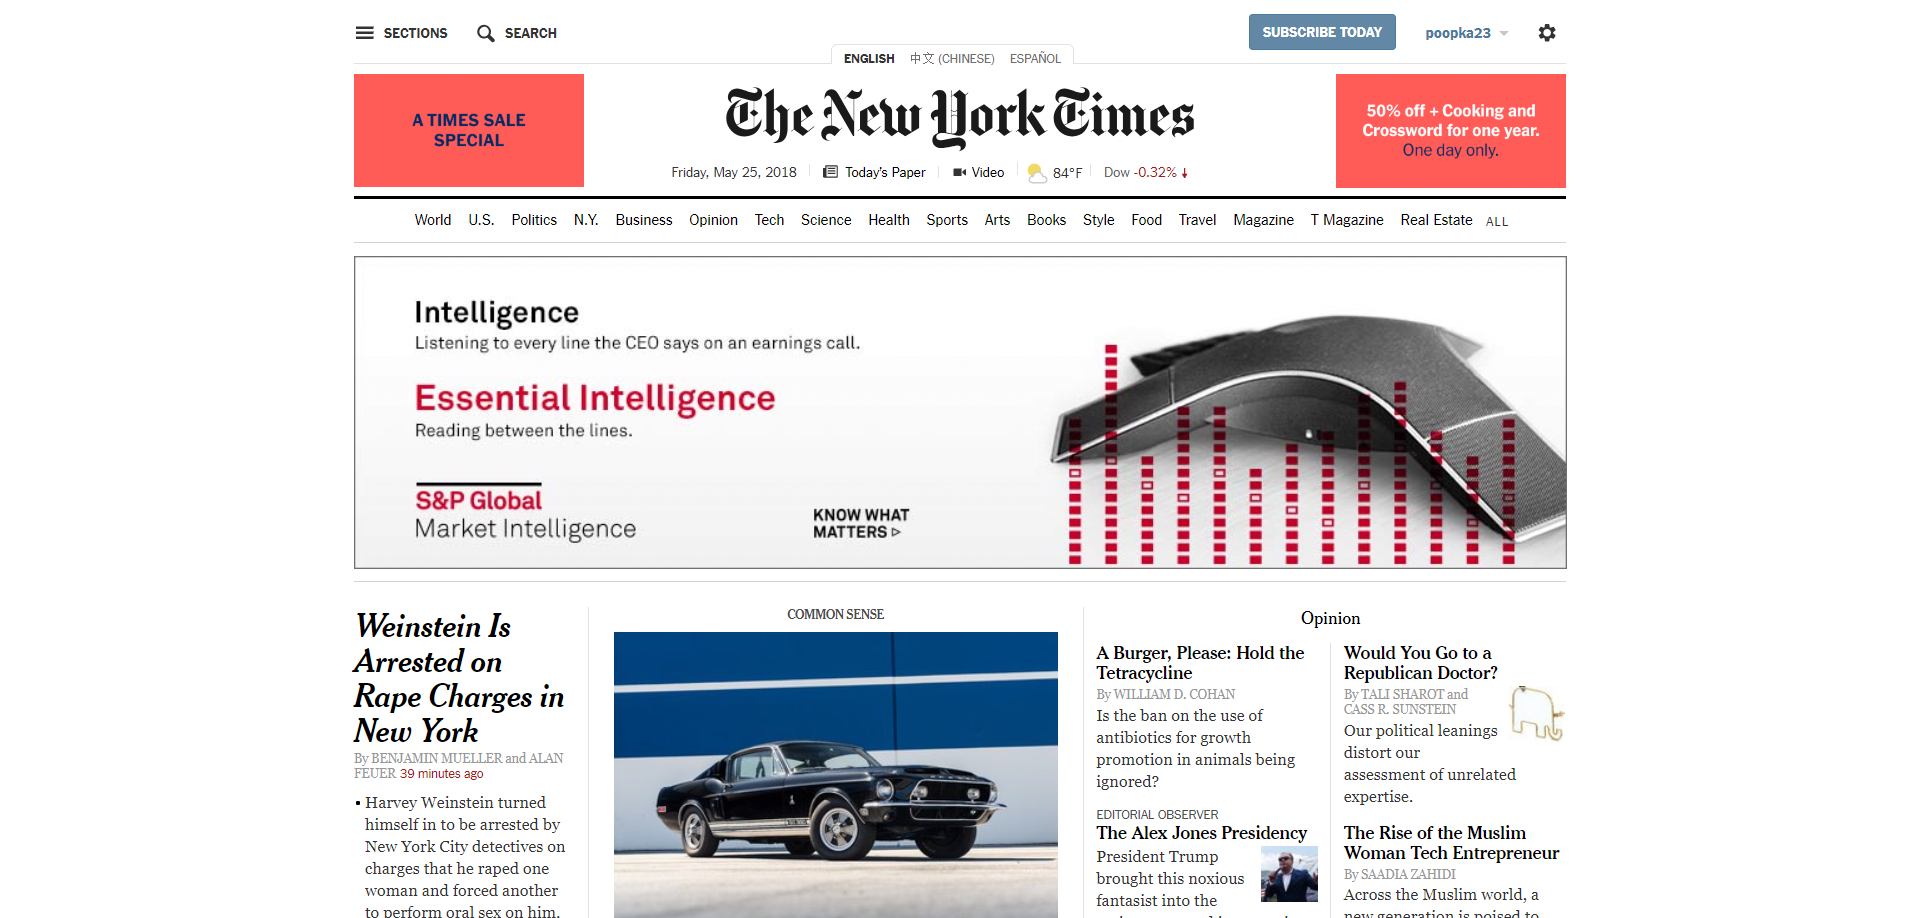 SECTIONS
SEARCH
SUBSCRIBE TODAY
poopka23
ENGLISH
中文 (CHINESE)
ESPAÑOL
A TIMES SALE
SPECIAL
The New York Times
50% off + Cooking and
Crossword for one year.
One day only.
Friday, May 25, 2018
Today's Paper
Video
84°F
Dow -0.32%
World U.S. Politics N.Y. Business Opinion Tech Science Health Sports Arts Books Style Food Travel Magazine T Magazine Real Estate ALL
Intelligence
Listening to every line the CEO says on an earnings call.
Essential Intelligence
Reading between the lines.
S&P Global
Market Intelligence
KNOW WHAT
MATTERS
Weinstein Is
Arrested on
Rape Charges in
New York
By BENJAMIN MUELLER and ALAN
FEUER 39 minutes ago
• Harvey Weinstein turned
himself in to be arrested by
New York City detectives on
charges that he raped one
woman and forced another
to perform oral sex on him.
COMMON SENSE
Opinion
A Burger, Please: Hold the
Tetracycline
By WILLIAM D. COHAN
Is the ban on the use of
antibiotics for growth
promotion in animals being
ignored?
EDITORIAL OBSERVER
The Alex Jones Presidency
President Trump
brought this noxious
fantasist into the
Would You Go to a
Republican Doctor?
By TALI SHAROT and
CASS R. SUNSTEIN
Our political leanings
distort our
assessment of unrelated
expertise.
The Rise of the Muslim
Woman Tech Entrepreneur
By SAADIA ZAHIDI
Across the Muslim world, a
new generation is poised to